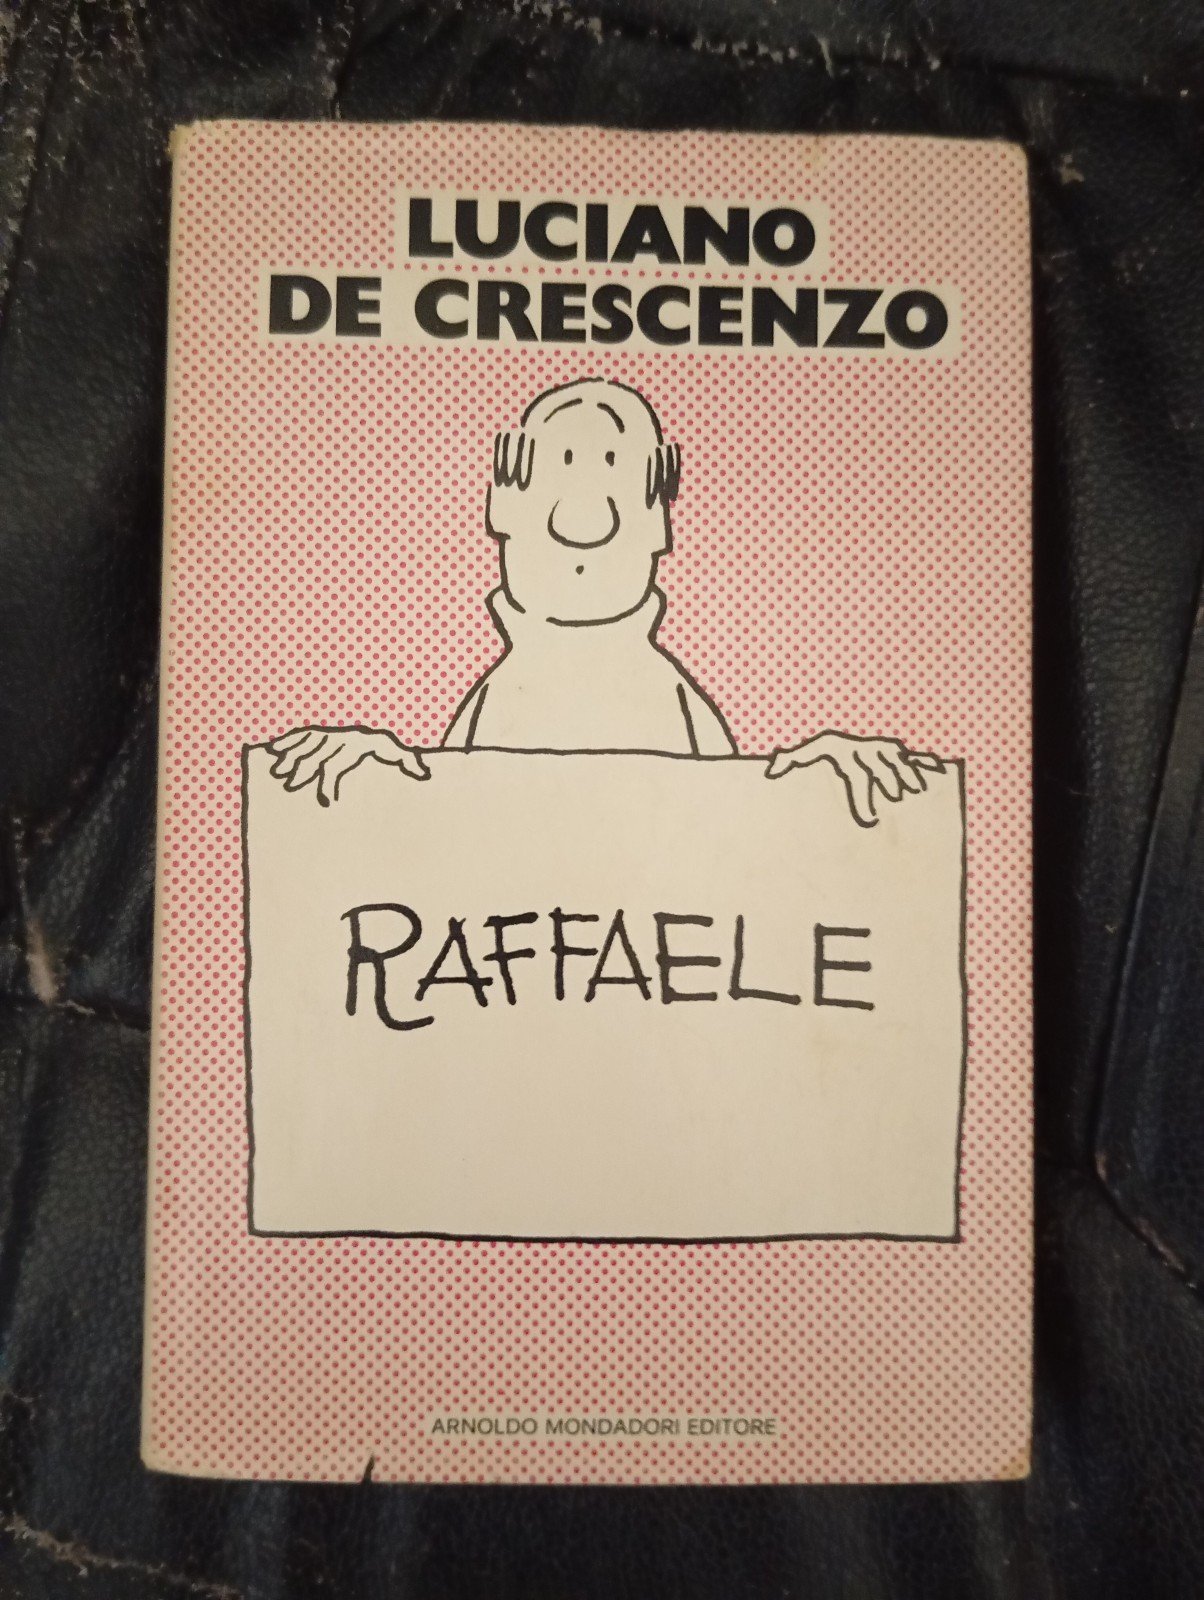 LUCIANO
DE CRESCENZO
RAFFAELE
ARNOLDO MONDADORI EDITORE